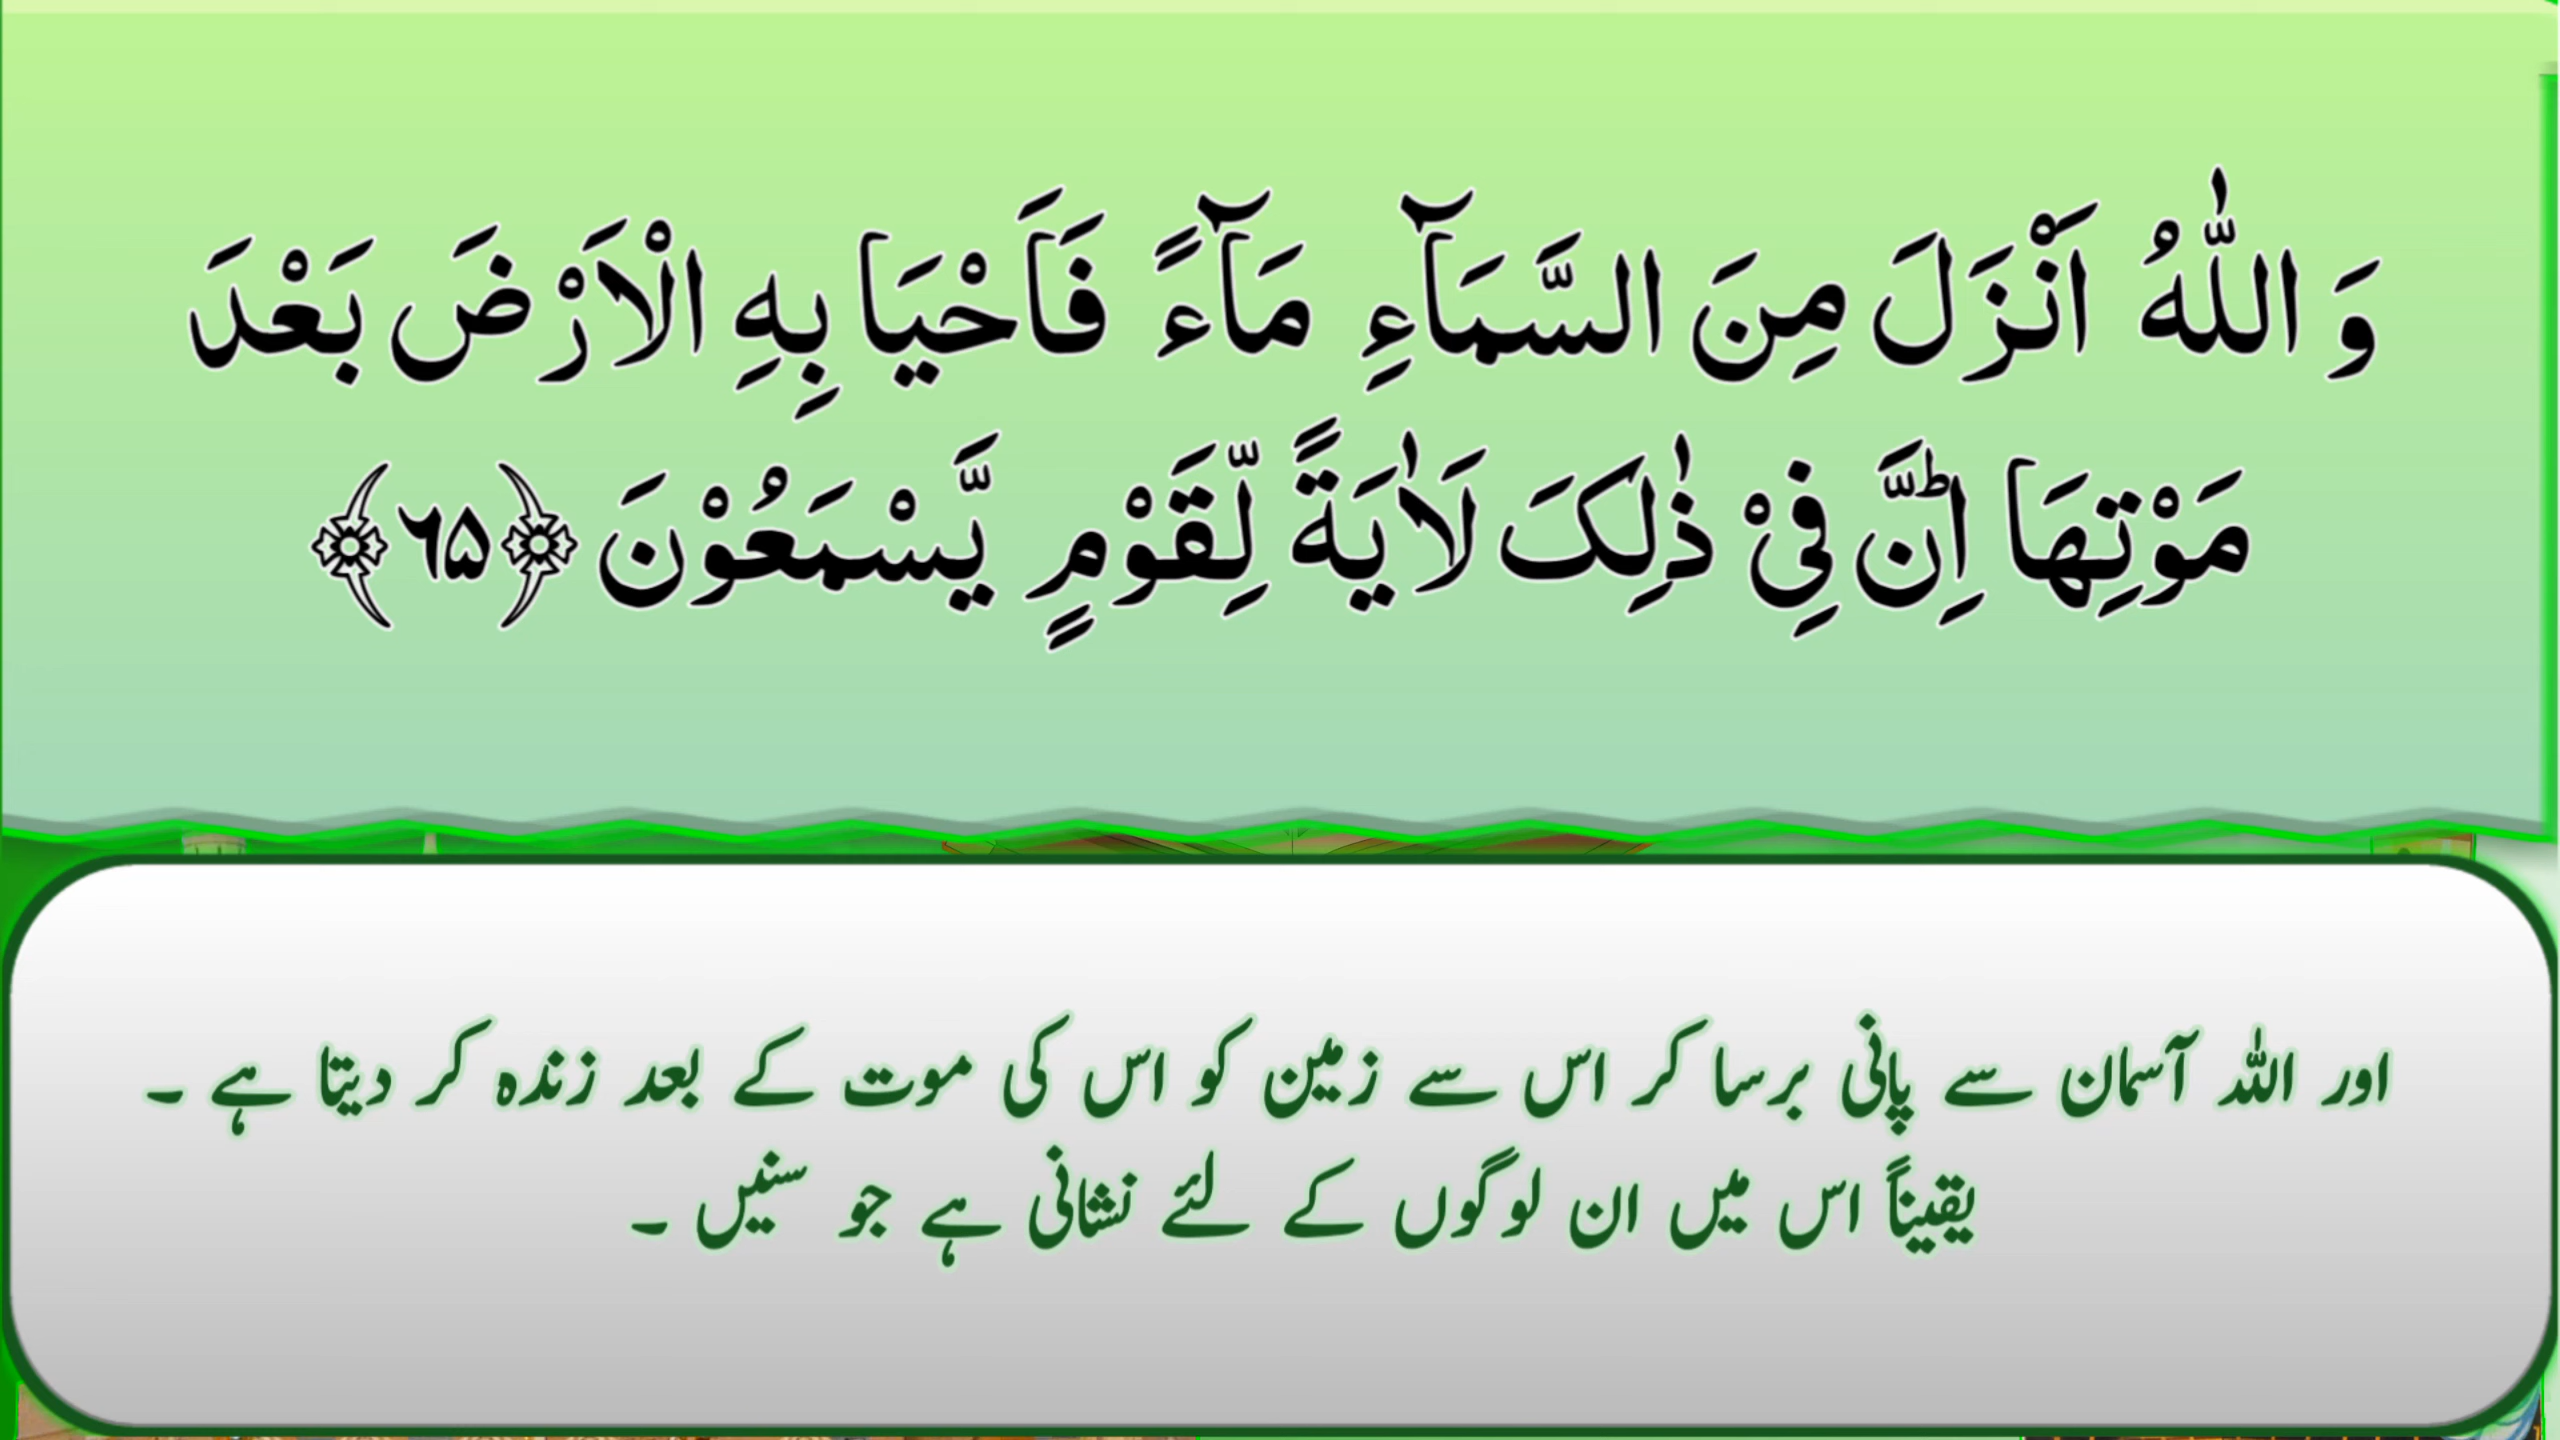 وَ اللّٰهُ اَنْزَلَ مِنَ السَّمَآءِ مَآءً فَاَحْیَا بِهِ الْاَرْضَ بَعْدَ
مَوْتِهَا ؕ اِنَّ فِیْ ذٰلِکَ لَاٰیَةً لِّقَوْمٍ یَّسْمَعُوْنَ ﴿۶۵﴾
اور اللہ آسمان سے پانی برسا کر اس سے زمین کو اس کی موت کے بعد زندہ کر دیتا ہے ۔
یقیناً اس میں ان لوگوں کے لئے نشانی ہے جو سنیں ۔